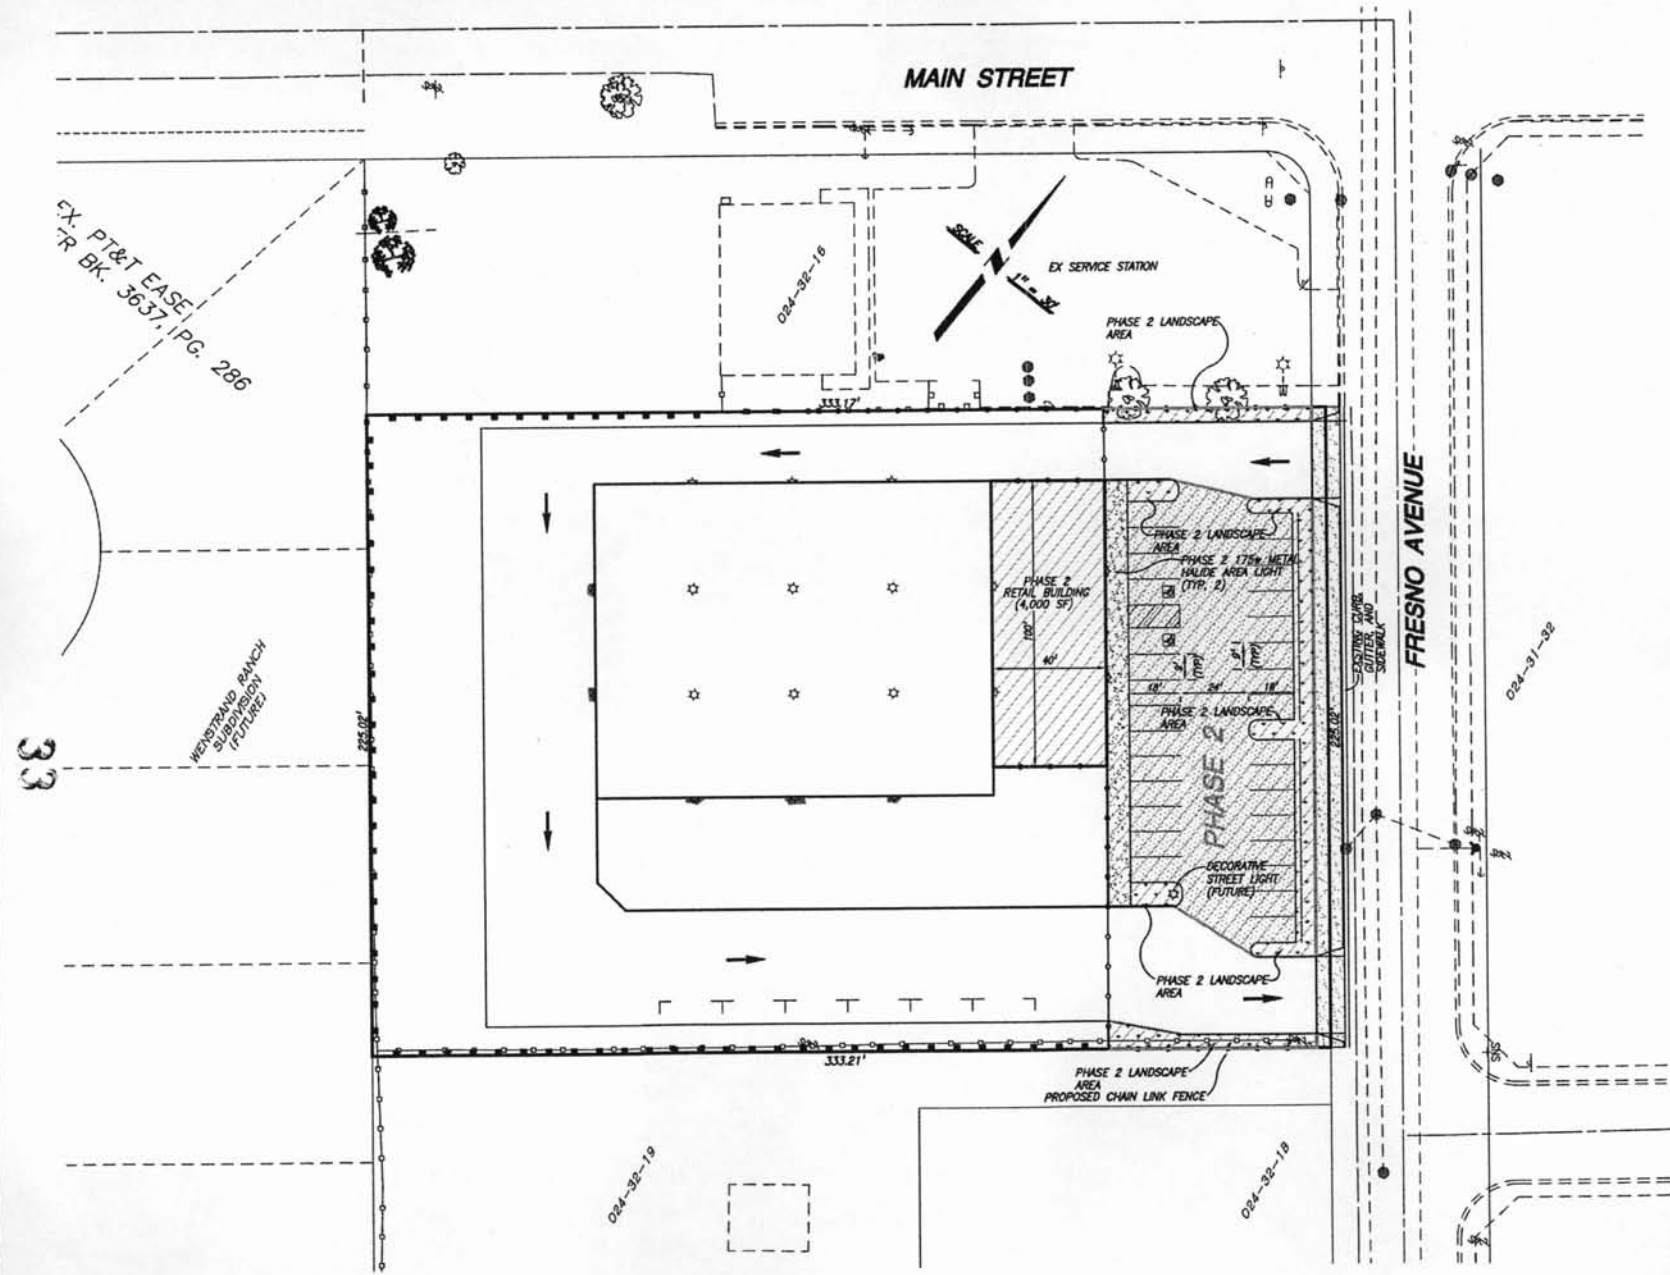 MAIN STREET
EX. PT&T EASE
ER BK. 3637, PG. 286
024-32-16
SCALE
1" = 30'
EX SERVICE STATION
PHASE 2 LANDSCAPE
AREA
333.17'
FRESNO AVENUE
PHASE 2 LANDSCAPE
AREA
PHASE 2 175w METAL
HALIDE AREA LIGHT
(TYP. 2)
PHASE 2
RETAIL BUILDING
(4,000 SF)
100'
40'
9'
(TYP)
9'
(TYP)
18'
24'
18'
PHASE 2 LANDSCAPE
AREA
PHASE 2
EXISTING CURB,
GUTTER, AND
SIDEWALK
225.02'
024-31-32
WENSTRAND RANCH
SUBDIVISION
(FUTURE)
225.02'
33
DECORATIVE
STREET LIGHT
(FUTURE)
PHASE 2 LANDSCAPE
AREA
333.21'
PHASE 2 LANDSCAPE
AREA
PROPOSED CHAIN LINK FENCE
024-32-19
024-32-18